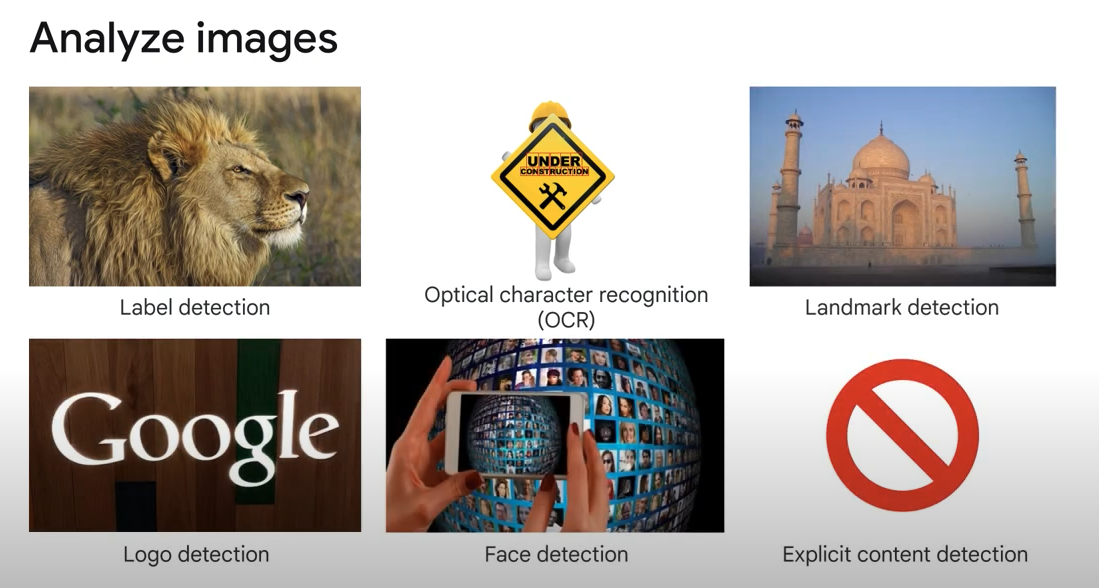 Analyze images
UNDER
CONSTRUCTION
Label detection
Optical character recognition
(OCR)
Landmark detection
Google
Logo detection
Face detection
Explicit content detection